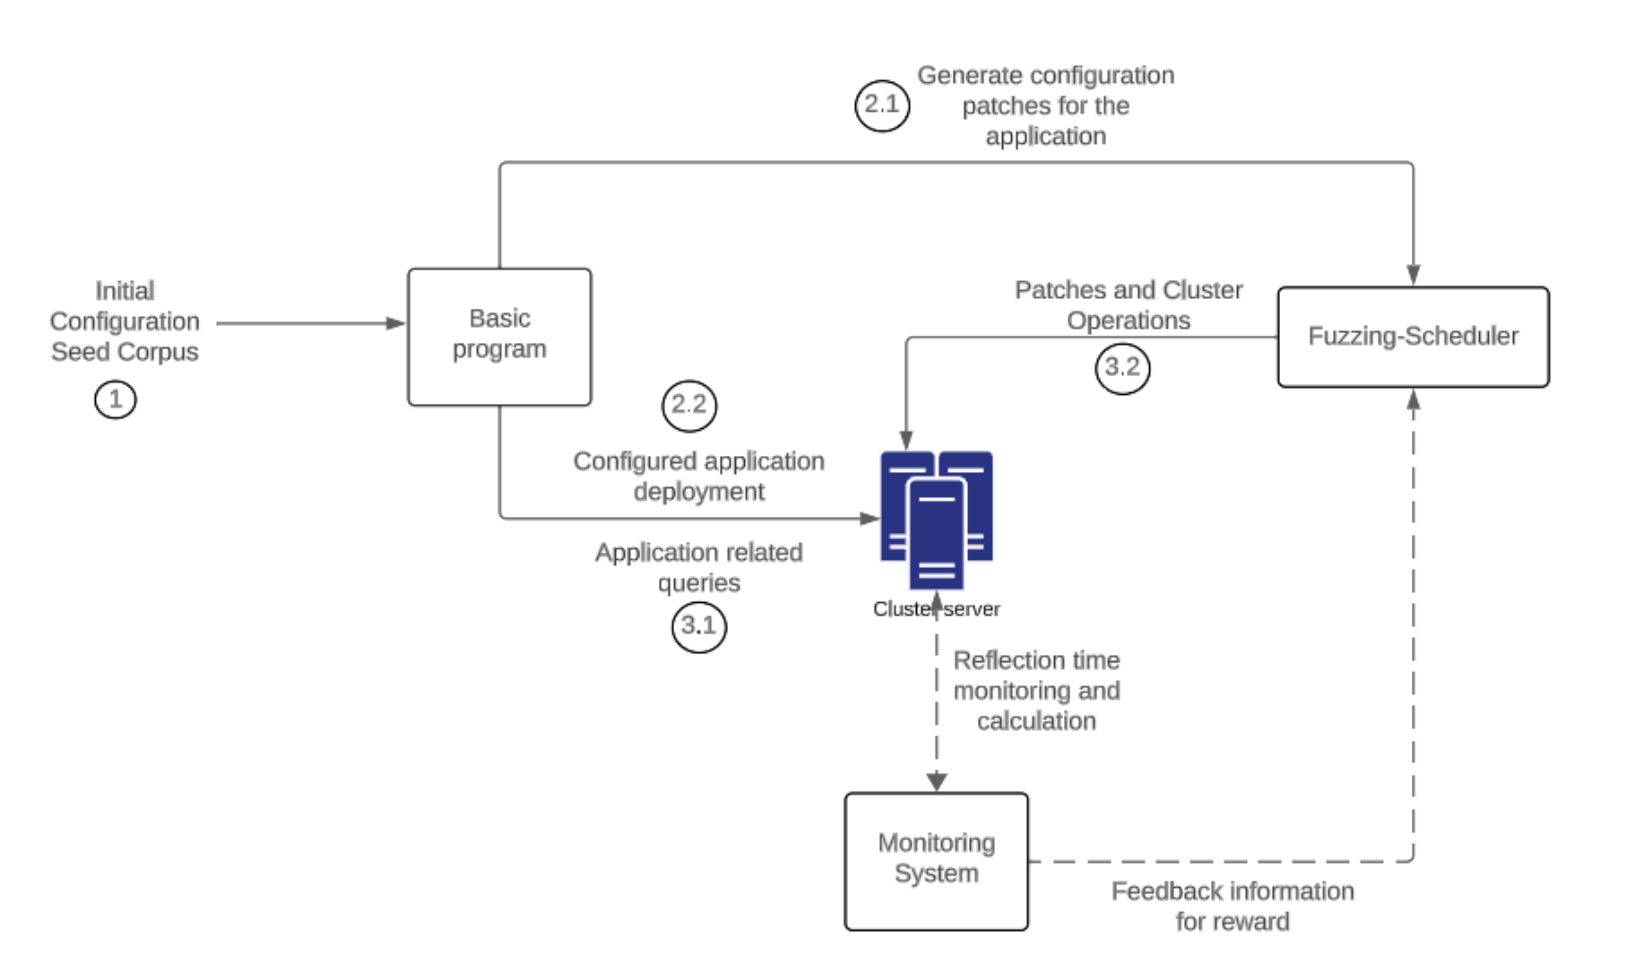 2.1
Generate configuration
patches for the
application
Initial
Configuration
Seed Corpus
1
Basic
program
Patches and Cluster
Operations
3.2
Fuzzing-Scheduler
2.2
Configured application
deployment
Application related
queries
3.1
Cluster server
Reflection time
monitoring and
calculation
Monitoring
System
Feedback information
for reward